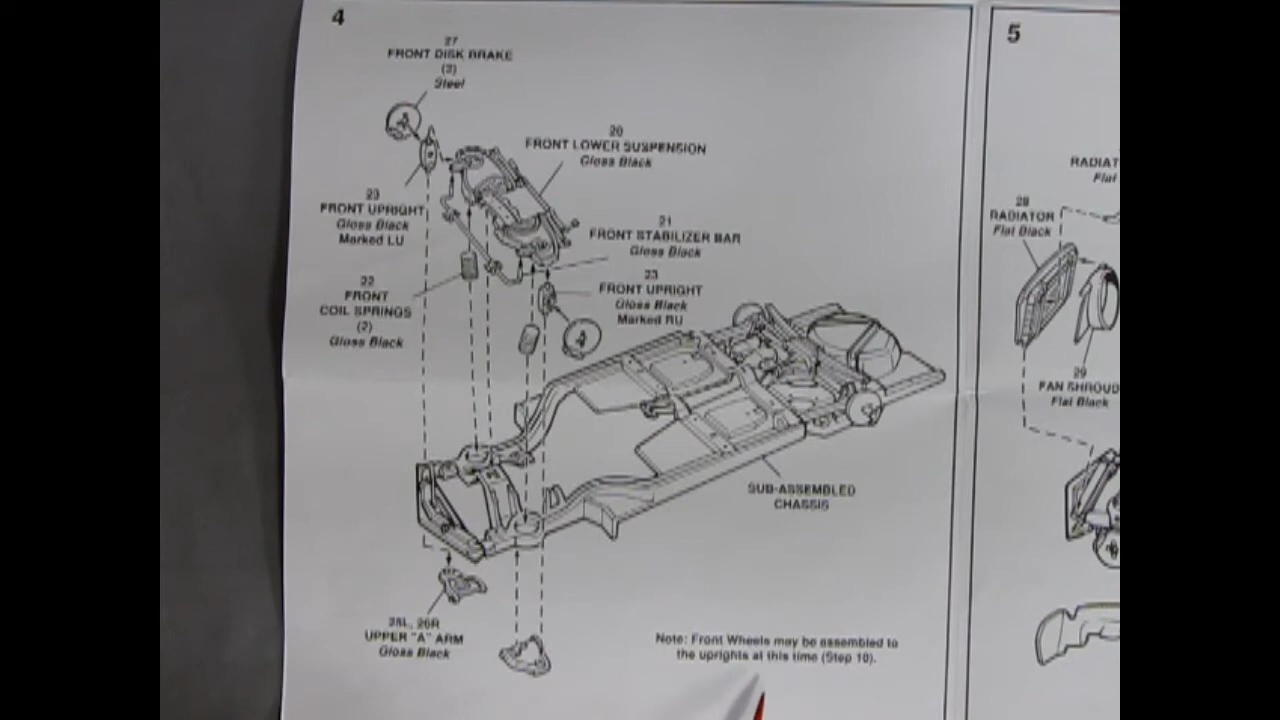 4
27
FRONT DISK BRAKE
(2)
Steel
20
FRONT LOWER SUSPENSION
Gloss Black
23
FRONT UPRIGHT
Gloss Black
Marked LU
21
FRONT STABILIZER BAR
Gloss Black
22
FRONT
COIL SPRINGS
(2)
Gloss Black
23
FRONT UPRIGHT
Gloss Black
Marked RU
SUB-ASSEMBLED
CHASSIS
UPPER "A" ARM
Gloss Black
Note: Front Wheels may be assembled to
the uprights at this time (Step 10).
5
RADIAT
Flat
28
RADIATOR
Flat Black
29
FAN SHROUD
Flat Black